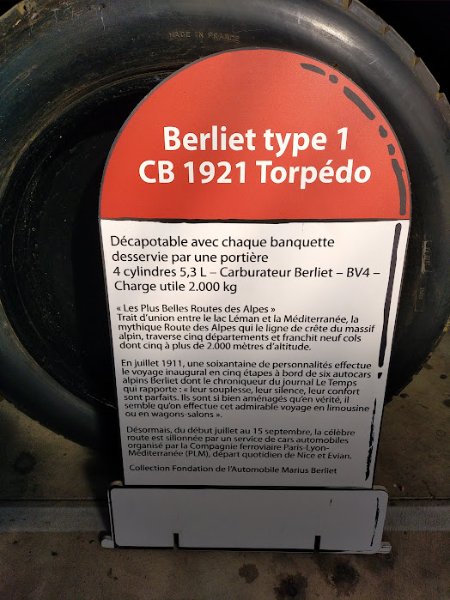 MADE IN FRANCE
Berliet type 1
CB 1921 Torpédo
Décapotable avec chaque banquette
desservie par une portière
4 cylindres 5,3 L – Carburateur Berliet – BV4 –
Charge utile 2.000 kg
« Les Plus Belles Routes des Alpes »
Trait d'union entre le lac Léman et la Méditerranée, la
mythique Route des Alpes qui le ligne de crête du massif
alpin, traverse cinq départements et franchit neuf cols
dont cinq à plus de 2.000 mètres d'altitude.
En juillet 1911, une soixantaine de personnalités effectue
le voyage inaugural en cinq étapes à bord de six autocars
alpins Berliet dont le chroniqueur du journal Le Temps
qui rapporte : « leur souplesse, leur silence, leur confort
sont parfaits. Ils sont si bien aménagés qu'en vérité, il
semble qu'on effectue cet admirable voyage en limousine
ou en wagons-salons ».
Désormais, du début juillet au 15 septembre, la célèbre
route est sillonnée par un service de cars automobiles
organisé par la Compagnie ferroviaire Paris-Lyon-
Méditerranée (PLM), départ quotidien de Nice et Evian.
Collection Fondation de l'Automobile Marius Berliet